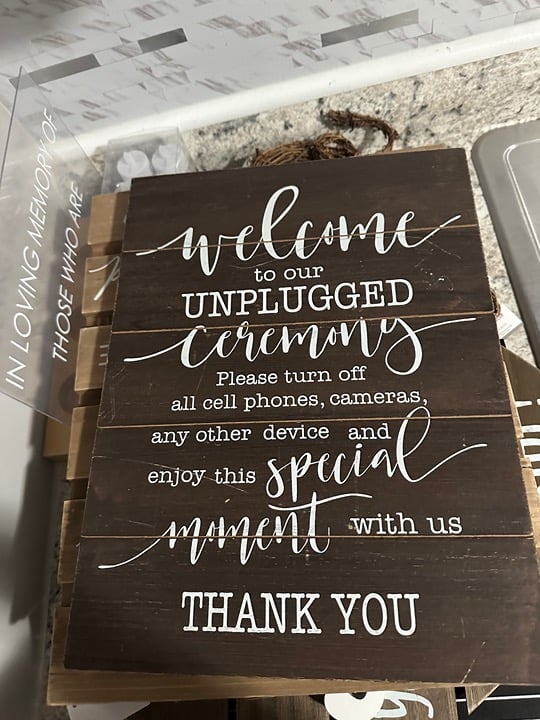 IN LOVING MEMORY OF
THOSE WHO ARE
welcome
to our
UNPLUGGED
ceremony
Please turn off
all cell phones, cameras,
any other device and
enjoy this special
moment with us
THANK YOU